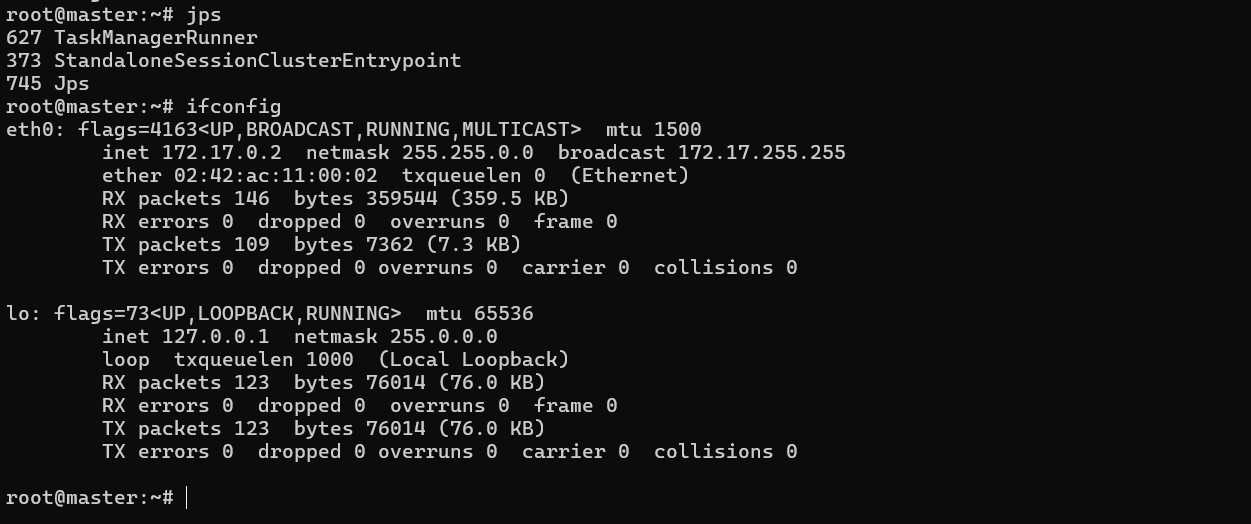 root@master:~# jps
627 TaskManagerRunner
373 StandaloneSessionClusterEntrypoint
745 Jps
root@master:~# ifconfig
eth0: flags=4163<UP,BROADCAST,RUNNING,MULTICAST>  mtu 1500
        inet 172.17.0.2  netmask 255.255.0.0  broadcast 172.17.255.255
        ether 02:42:ac:11:00:02  txqueuelen 0  (Ethernet)
        RX packets 146  bytes 359544 (359.5 KB)
        RX errors 0  dropped 0  overruns 0  frame 0
        TX packets 109  bytes 7362 (7.3 KB)
        TX errors 0  dropped 0 overruns 0  carrier 0  collisions 0

lo: flags=73<UP,LOOPBACK,RUNNING>  mtu 65536
        inet 127.0.0.1  netmask 255.0.0.0
        loop  txqueuelen 1000  (Local Loopback)
        RX packets 123  bytes 76014 (76.0 KB)
        RX errors 0  dropped 0  overruns 0  frame 0
        TX packets 123  bytes 76014 (76.0 KB)
        TX errors 0  dropped 0 overruns 0  carrier 0  collisions 0

root@master:~#